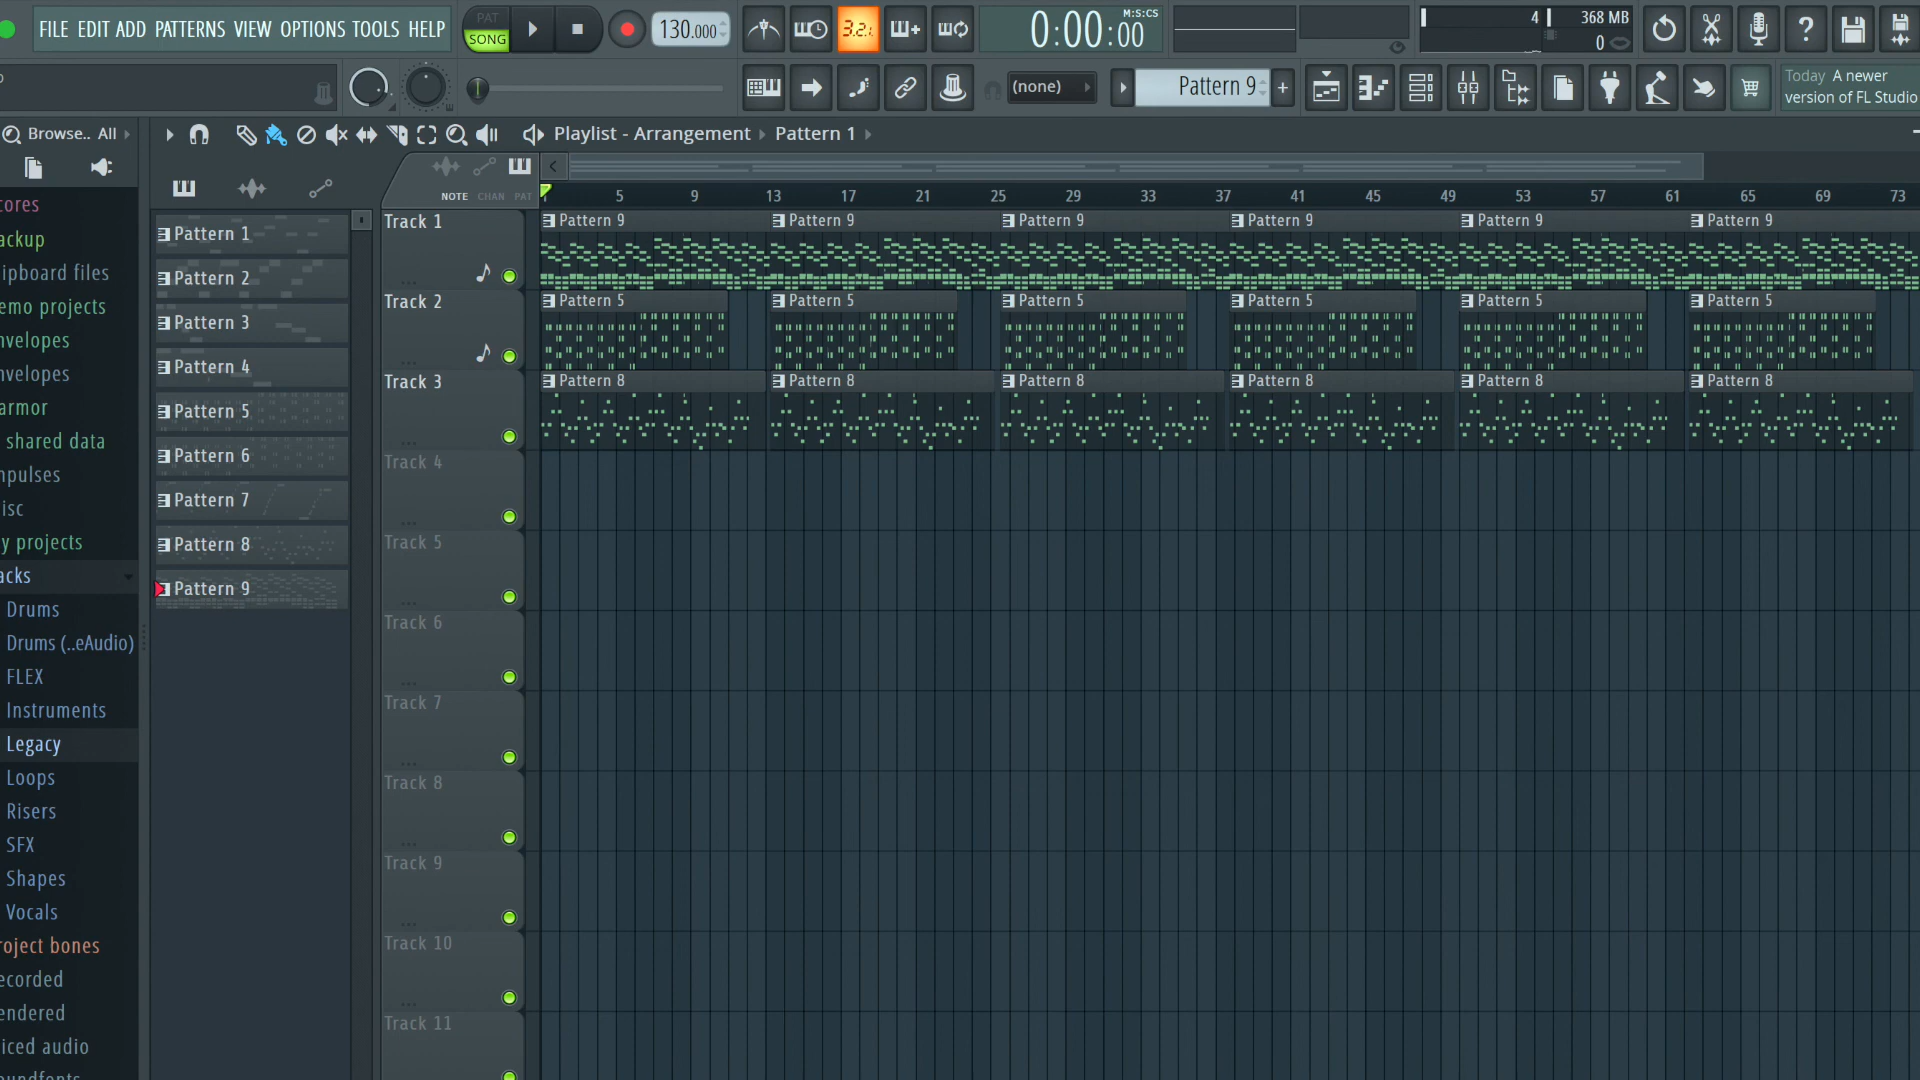 FILE EDIT ADD PATTERNS VIEW OPTIONS TOOLS HELP
PAT
SONG
130.000
3.2.
0:00:00
M:S:CS
4
368 MB
0
(none)
Pattern 9
+
Today A newer
version of FL Studio
Browse.. All
Playlist - Arrangement
Pattern 1
NOTE CHAN PAT
1 5 9 13 17 21 25 29 33 37 41 45 49 53 57 61 65 69 73
cores
ackup
ipboard files
emo projects
nvelopes
nvelopes
armor
shared data
npulses
isc
y projects
acks
Drums
Drums (..eAudio)
FLEX
Instruments
Legacy
Loops
Risers
SFX
Shapes
Vocals
roject bones
ecorded
endered
iced audio
oundfonts
Pattern 1
Pattern 2
Pattern 3
Pattern 4
Pattern 5
Pattern 6
Pattern 7
Pattern 8
Pattern 9
Track 1
Pattern 9 Pattern 9 Pattern 9 Pattern 9 Pattern 9 Pattern 9
Track 2
Pattern 5 Pattern 5 Pattern 5 Pattern 5 Pattern 5 Pattern 5
Track 3
Pattern 8 Pattern 8 Pattern 8 Pattern 8 Pattern 8 Pattern 8
Track 4
Track 5
Track 6
Track 7
Track 8
Track 9
Track 10
Track 11